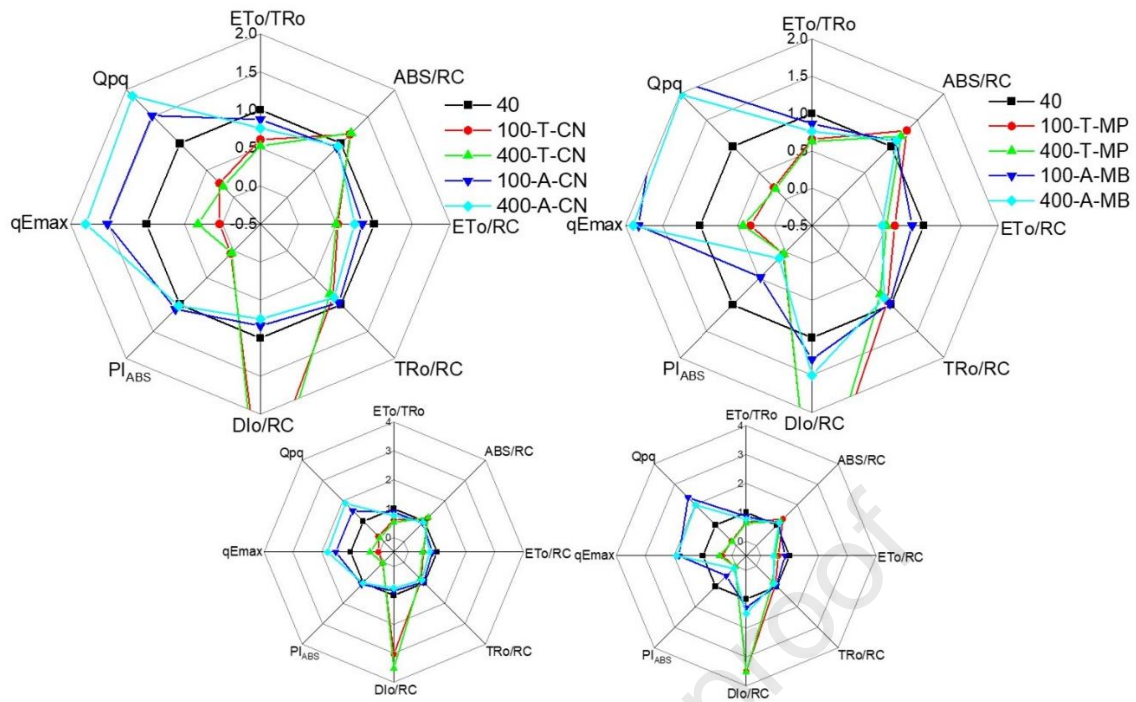 ETo/TRo
2.0
1.5
1.0
0.5
0.0
-0.5
ABS/RC
ETo/RC
TRo/RC
DIo/RC
PIABS
qEmax
Qpq
40
100-T-CN
400-T-CN
100-A-CN
400-A-CN
ETo/TRo
2.0
1.5
1.0
0.5
0.0
-0.5
ABS/RC
ETo/RC
TRo/RC
DIo/RC
PIABS
qEmax
Qpq
40
100-T-MP
400-T-MP
100-A-MB
400-A-MB
ETo/TRo
4
3
2
1
0
ABS/RC
ETo/RC
TRo/RC
DIo/RC
PIABS
qEmax
Qpq
ETo/TRo
4
3
2
1
0
ABS/RC
ETo/RC
TRo/RC
DIo/RC
PIABS
qEmax
Qpq
proof